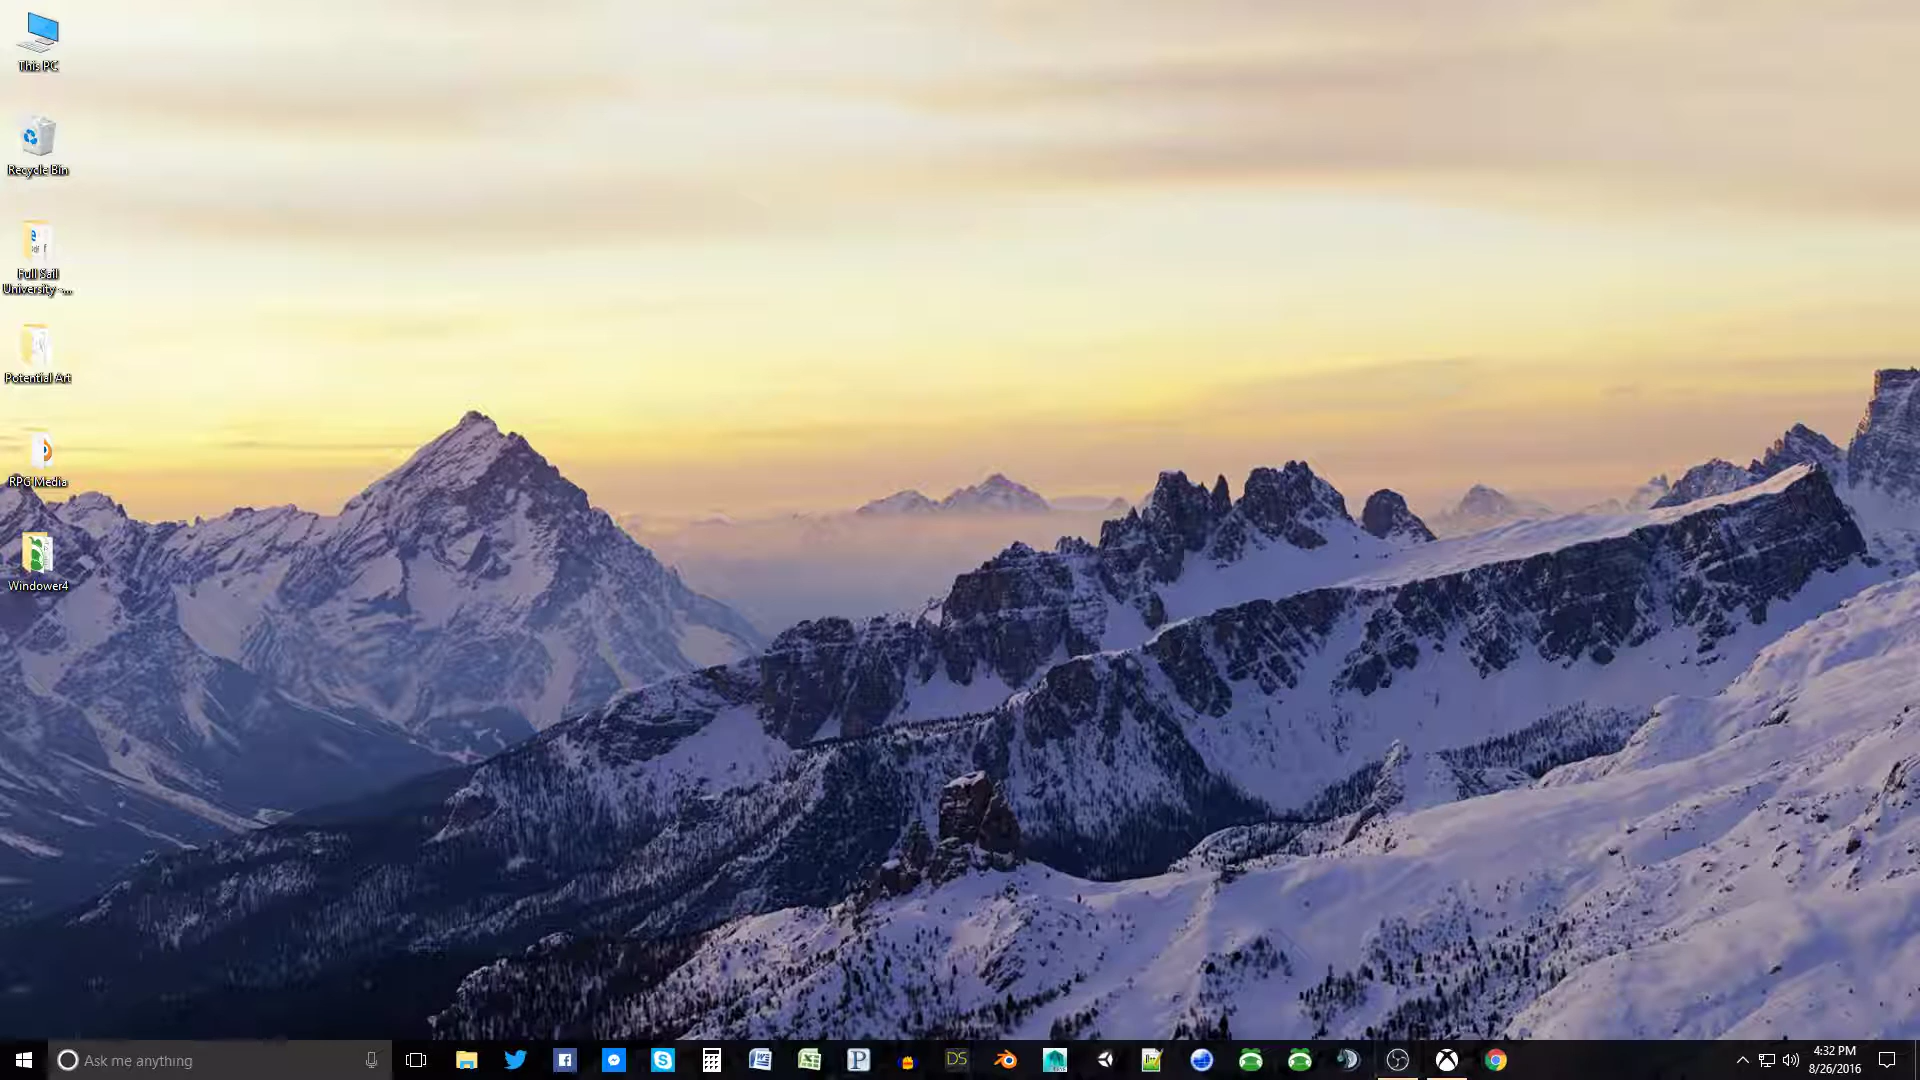 This PC
Recycle Bin
Full Sail
University -...
Potential Art
RPG Media
Windower4
Ask me anything
DS
4:32 PM
8/26/2016